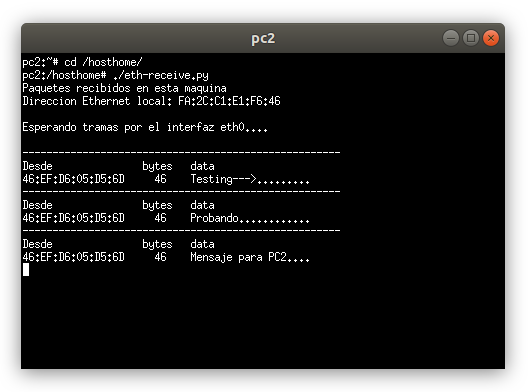 pc2
pc2:~# cd /hosthome/
pc2:/hosthome# ./eth-receive.py
Paquetes recibidos en esta maquina
Direccion Ethernet local: FA:2C:C1:E1:F6:46
Esperando tramas por el interfaz eth0....
-----------------------------------------------------
Desde bytes data
46:EF:D6:05:D5:6D 46 Testing--->.........
-----------------------------------------------------
Desde bytes data
46:EF:D6:05:D5:6D 46 Probando............
-----------------------------------------------------
Desde bytes data
46:EF:D6:05:D5:6D 46 Mensaje para PC2....